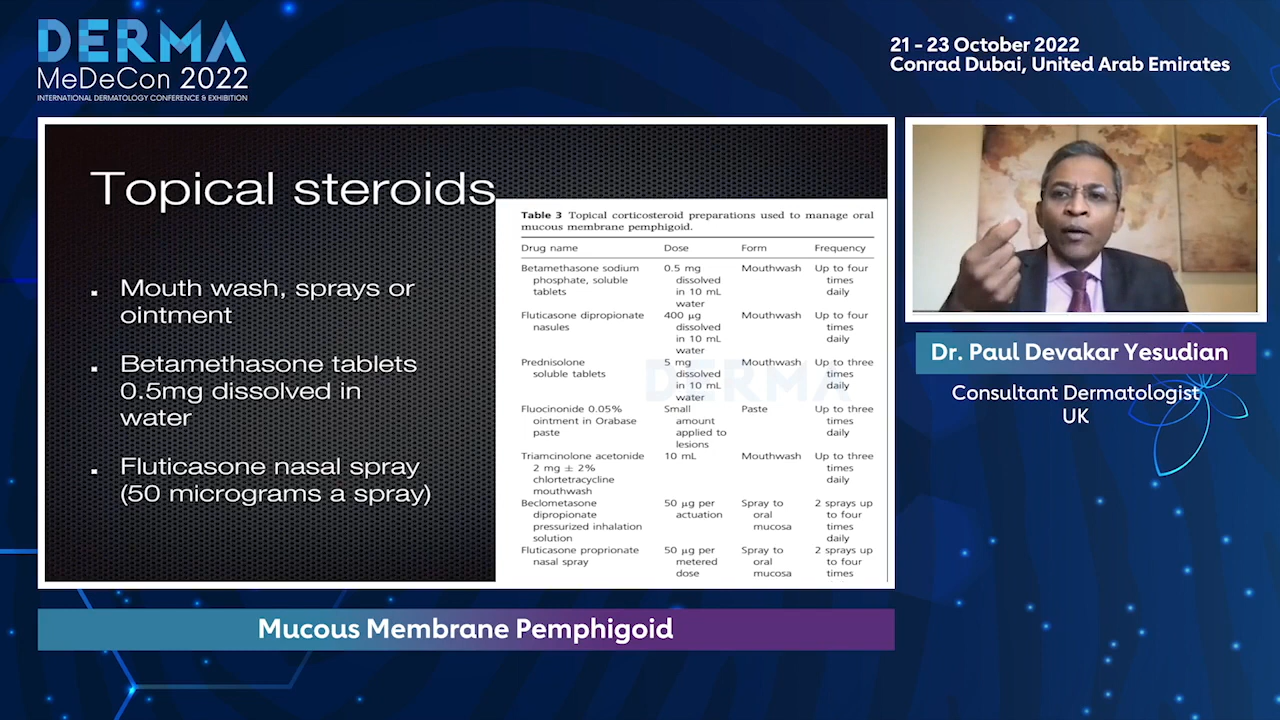 DERMA
MeDeCon 2022
INTERNATIONAL DERMATOLOGY CONFERENCE & EXHIBITION
21 - 23 October 2022
Conrad Dubai, United Arab Emirates
Topical steroids
Mouth wash, sprays or
ointment
Betamethasone tablets
0.5mg dissolved in
water
Fluticasone nasal spray
(50 micrograms a spray)
Table 3 Topical corticosteroid preparations used to manage oral
mucous membrane pemphigoid.
Drug name Dose Form Frequency
Betamethasone sodium 0.5 mg Mouthwash Up to four
phosphate, soluble dissolved times
tablets in 10 mL daily
water
Fluticasone dipropionate 400 μg Mouthwash Up to four
nasules dissolved times
in 10 mL daily
water
Prednisolone 5 mg Mouthwash Up to three
soluble tablets dissolved times
in 10 mL daily
water
Fluocinonide 0.05% Small Paste Up to three
ointment in Orabase amount times
paste applied to daily
lesions
Triamcinolone acetonide 10 mL Mouthwash Up to three
2 mg ± 2% times
chlortetracycline daily
mouthwash
Beclometasone 50 μg per Spray to 2 sprays up
dipropionate actuation oral to four
pressurized inhalation mucosa times
solution daily
Fluticasone proprionate 50 μg per Spray to 2 sprays up
nasal spray metered oral to four
dose mucosa times
DERMA
Dr. Paul Devakar Yesudian
Consultant Dermatologist
UK
Mucous Membrane Pemphigoid